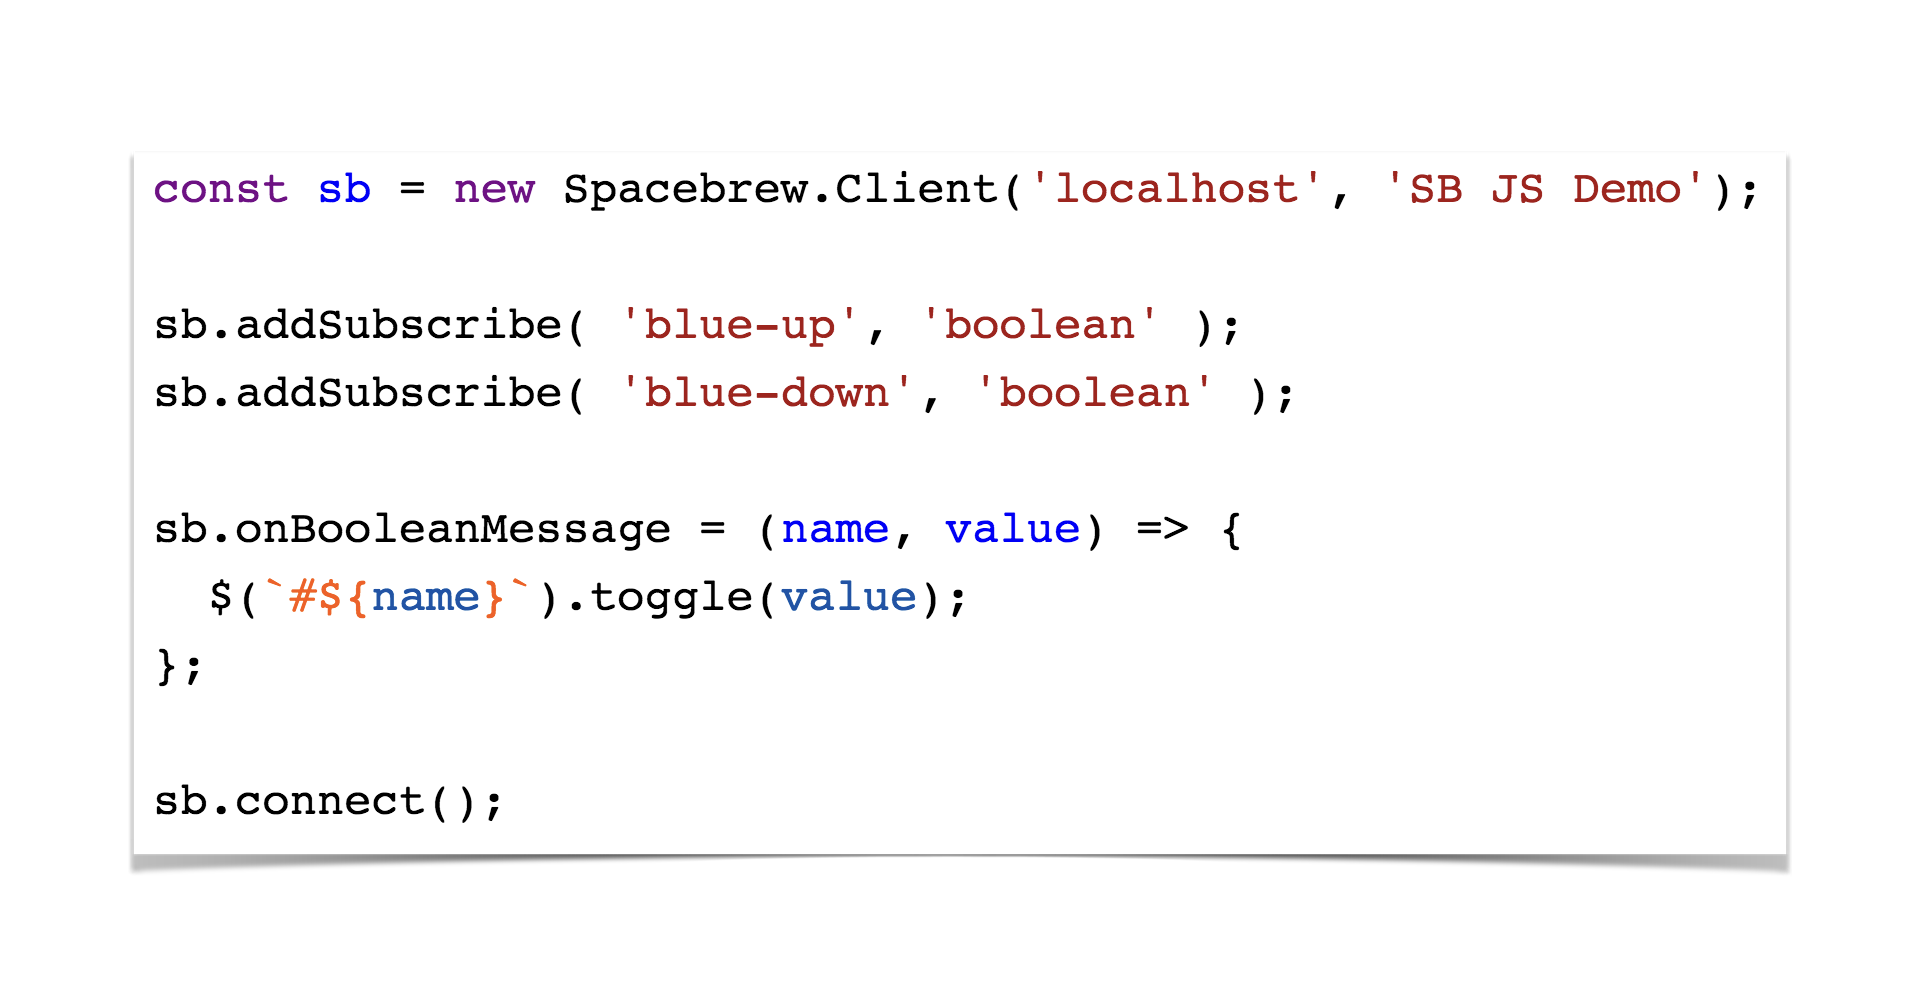 const sb = new Spacebrew.Client('localhost', 'SB JS Demo');
sb.addSubscribe( 'blue-up', 'boolean' );
sb.addSubscribe( 'blue-down', 'boolean' );
sb.onBooleanMessage = (name, value) => {
  $(`#${name}`).toggle(value);
};
sb.connect();